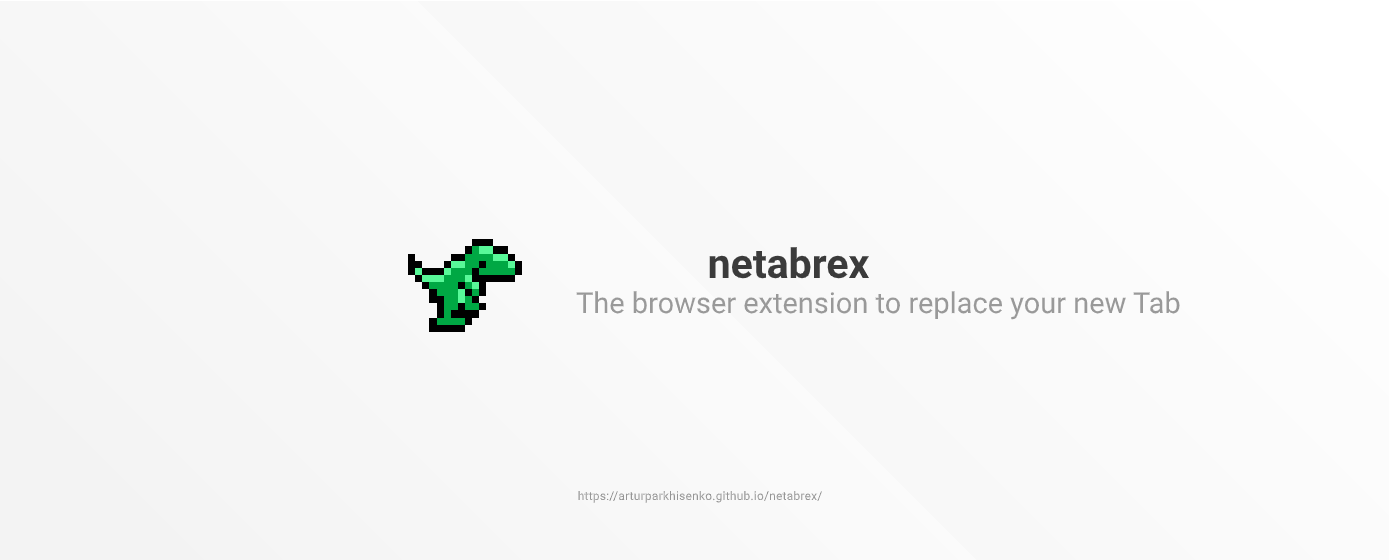 netabrex
The browser extension to replace your new Tab
https://arturparkhisenko.github.io/netabrex/